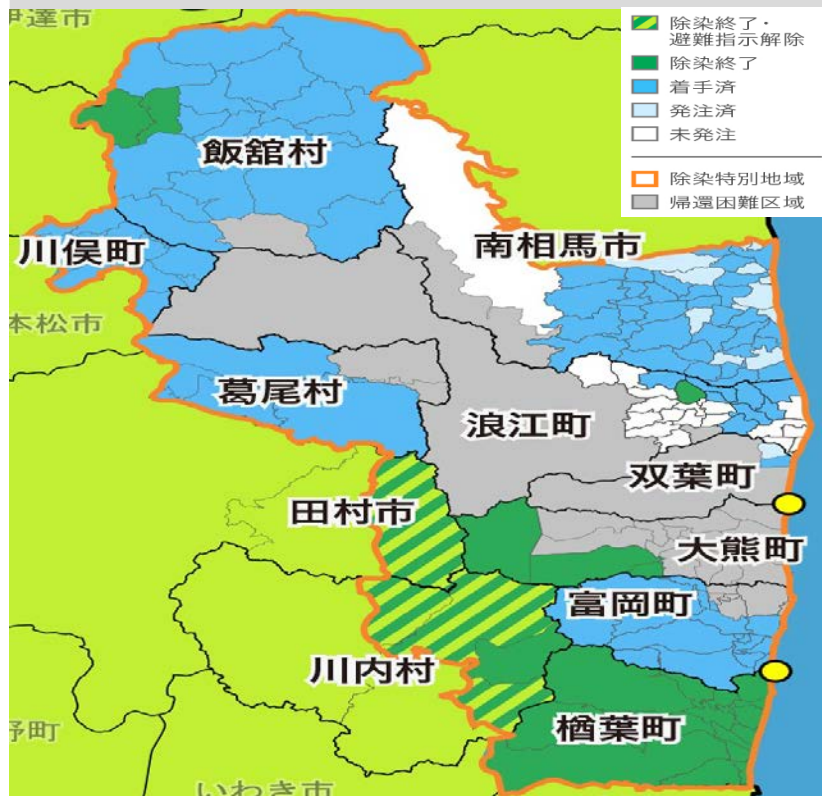 伊達市
除染終了・
避難指示解除
除染終了
着手済
発注済
未発注
除染特別地域
帰還困難区域
飯舘村
川俣町
南相馬市
本松市
葛尾村
浪江町
双葉町
田村市
大熊町
富岡町
川内村
楢葉町
野町
いわき市